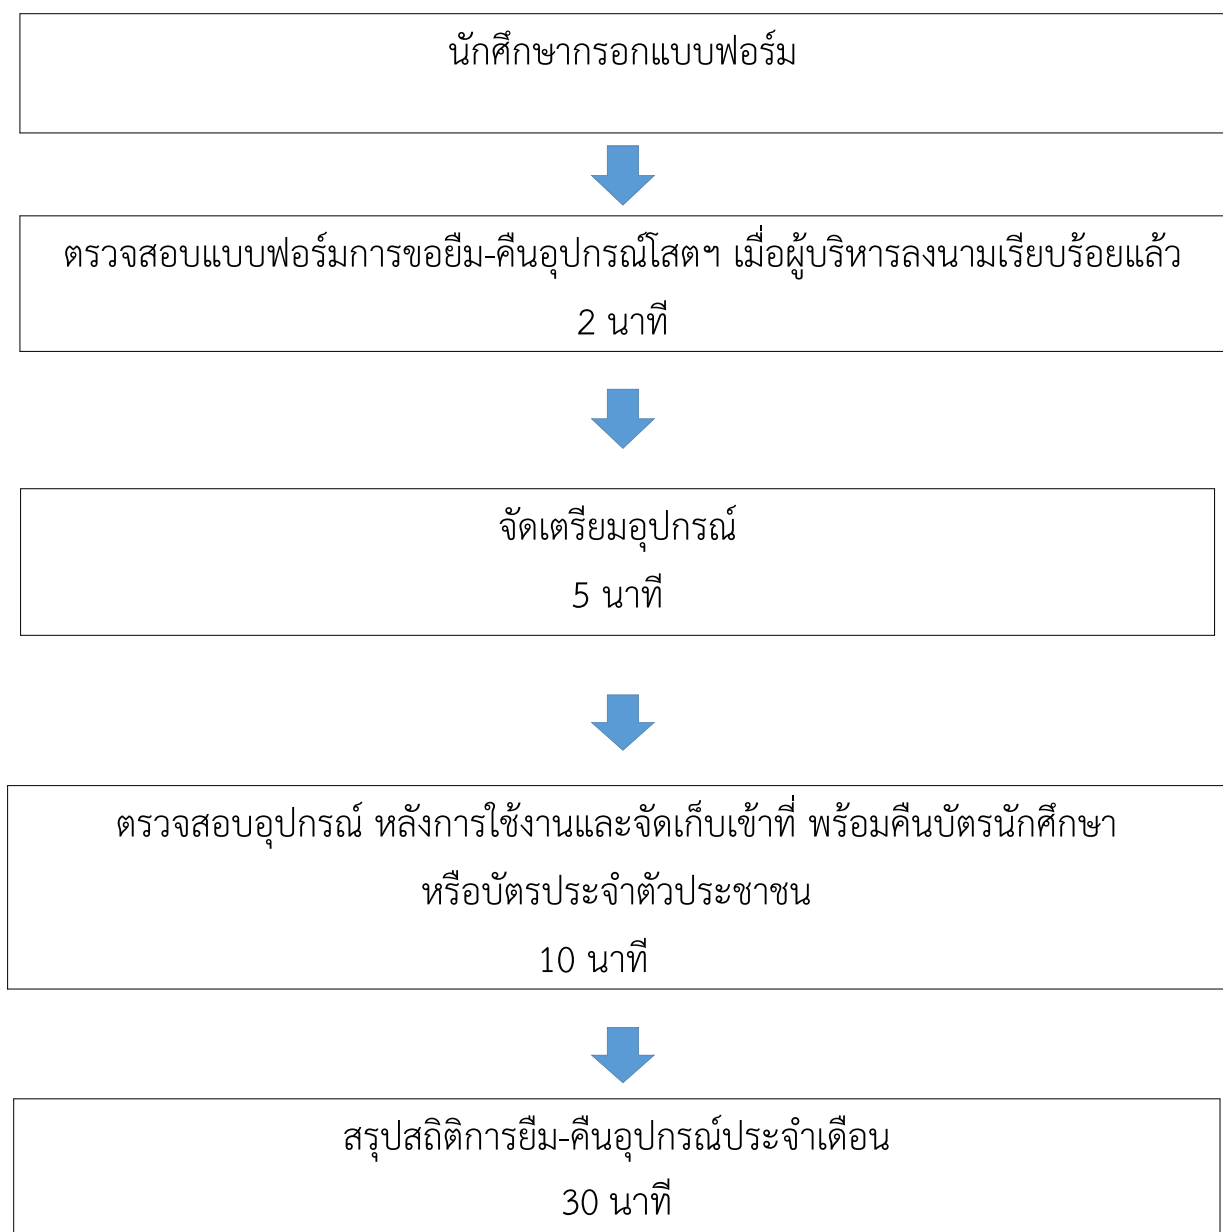 นักศึกษากรอกแบบฟอร์ม
ตรวจสอบแบบฟอร์มการขอยืม-คืนอุปกรณ์โสตฯ เมื่อผู้บริหารลงนามเรียบร้อยแล้ว
2 นาที
จัดเตรียมอุปกรณ์
5 นาที
ตรวจสอบอุปกรณ์ หลังการใช้งานและจัดเก็บเข้าที่ พร้อมคืนบัตรนักศึกษา
หรือบัตรประจำตัวประชาชน
10 นาที
สรุปสถิติการยืม-คืนอุปกรณ์ประจำเดือน
30 นาที